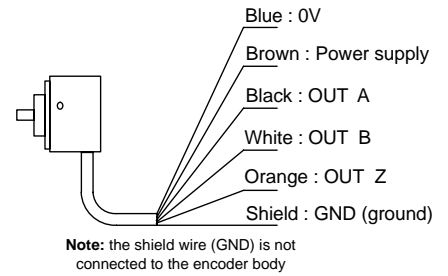 Blue : 0V
Brown : Power supply
Black : OUT A
White : OUT B
Orange : OUT Z
Shield : GND (ground)
Note: the shield wire (GND) is not
connected to the encoder body